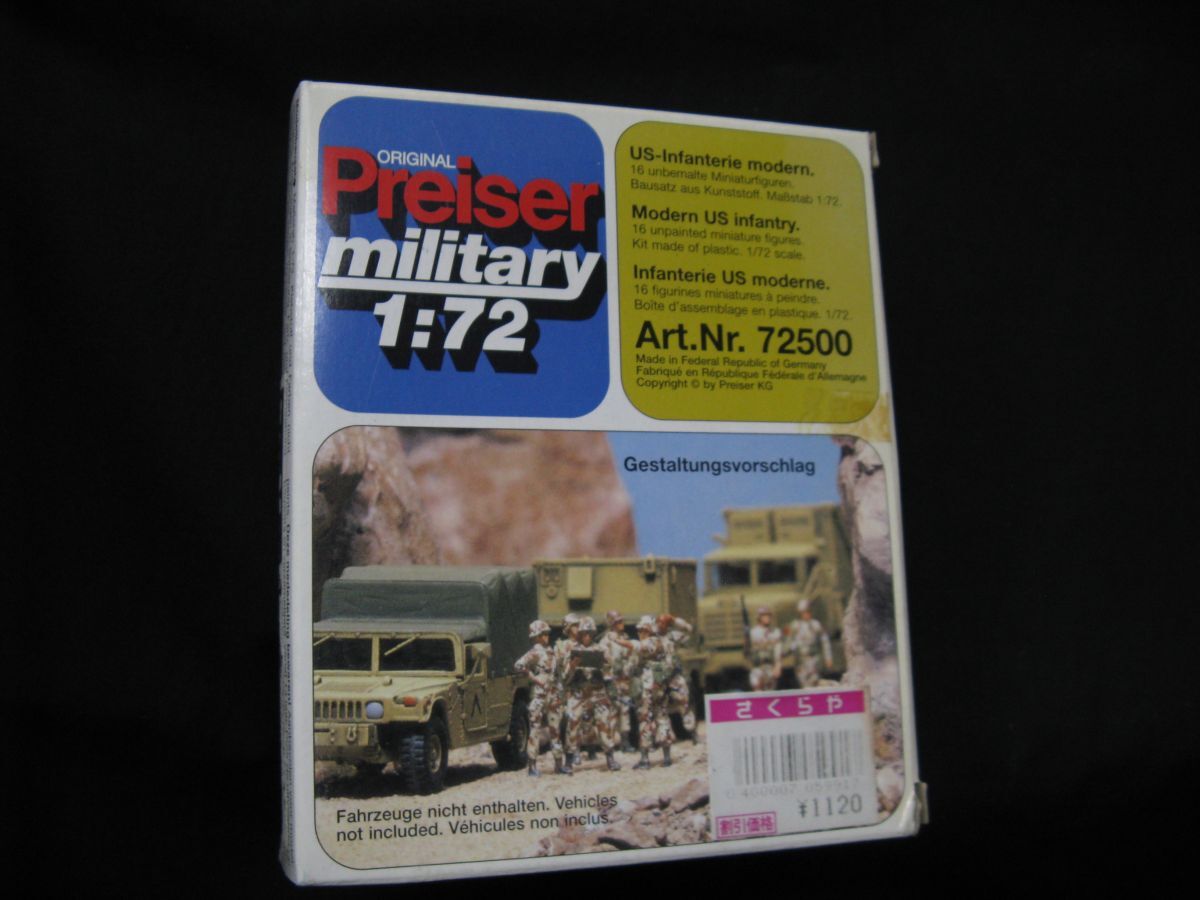 ORIGINAL
Preiser
military
1:72
US-Infanterie modern.
16 unbemalte Miniaturfiguren.
Bausatz aus Kunststoff. Maßstab 1:72.
Modern US infantry.
16 unpainted miniature figures.
Kit made of plastic. 1/72 scale.
Infanterie US moderne.
16 figurines miniatures à peindre.
Boîte d'assemblage en plastique. 1/72.
Art.Nr. 72500
Made in Federal Republic of Germany
Fabriqué en République Fédérale d'Allemagne
Copyright © by Preiser KG
Gestaltungsvorschlag
Fahrzeuge nicht enthalten. Vehicles
not included. Véhicules non inclus.
さくらや
¥1120
割引価格